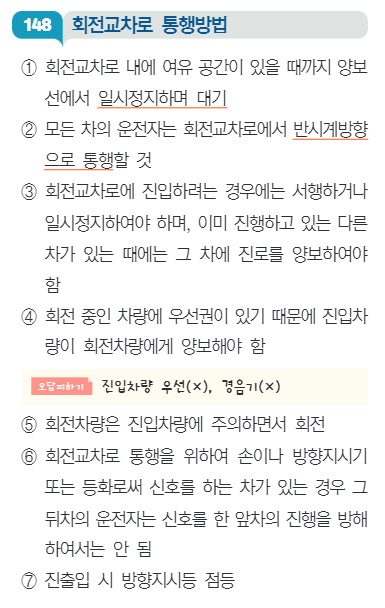 148 회전교차로 통행방법
① 회전교차로 내에 여유 공간이 있을 때까지 양보
선에서 일시정지하며 대기
② 모든 차의 운전자는 회전교차로에서 반시계방향
으로 통행할 것
③ 회전교차로에 진입하려는 경우에는 서행하거나
일시정지하여야 하며, 이미 진행하고 있는 다른
차가 있는 때에는 그 차에 진로를 양보하여야
함
④ 회전 중인 차량에 우선권이 있기 때문에 진입차
량이 회전차량에게 양보해야 함
오답피하기 진입차량 우선(×), 경음기(×)
⑤ 회전차량은 진입차량에 주의하면서 회전
⑥ 회전교차로 통행을 위하여 손이나 방향지시기
또는 등화로써 신호를 하는 차가 있는 경우 그
뒤차의 운전자는 신호를 한 앞차의 진행을 방해
하여서는 안 됨
⑦ 진출입 시 방향지시등 점등